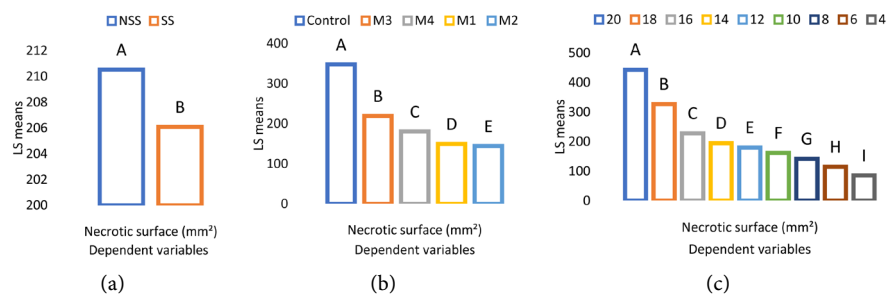 NSS SS
212
210
208
206
204
202
200
LS means
A
B
Necrotic surface (mm²)
Dependent variables
(a)
Control M3 M4 M1 M2
400
300
200
100
0
LS means
A
B
C
D
E
Necrotic surface (mm²)
Dependent variables
(b)
20 18 16 14 12 10 8 6 4
500
400
300
200
100
0
LS means
A
B
C
D
E
F
G
H
I
Necrotic surface (mm²)
Dependent variables
(c)